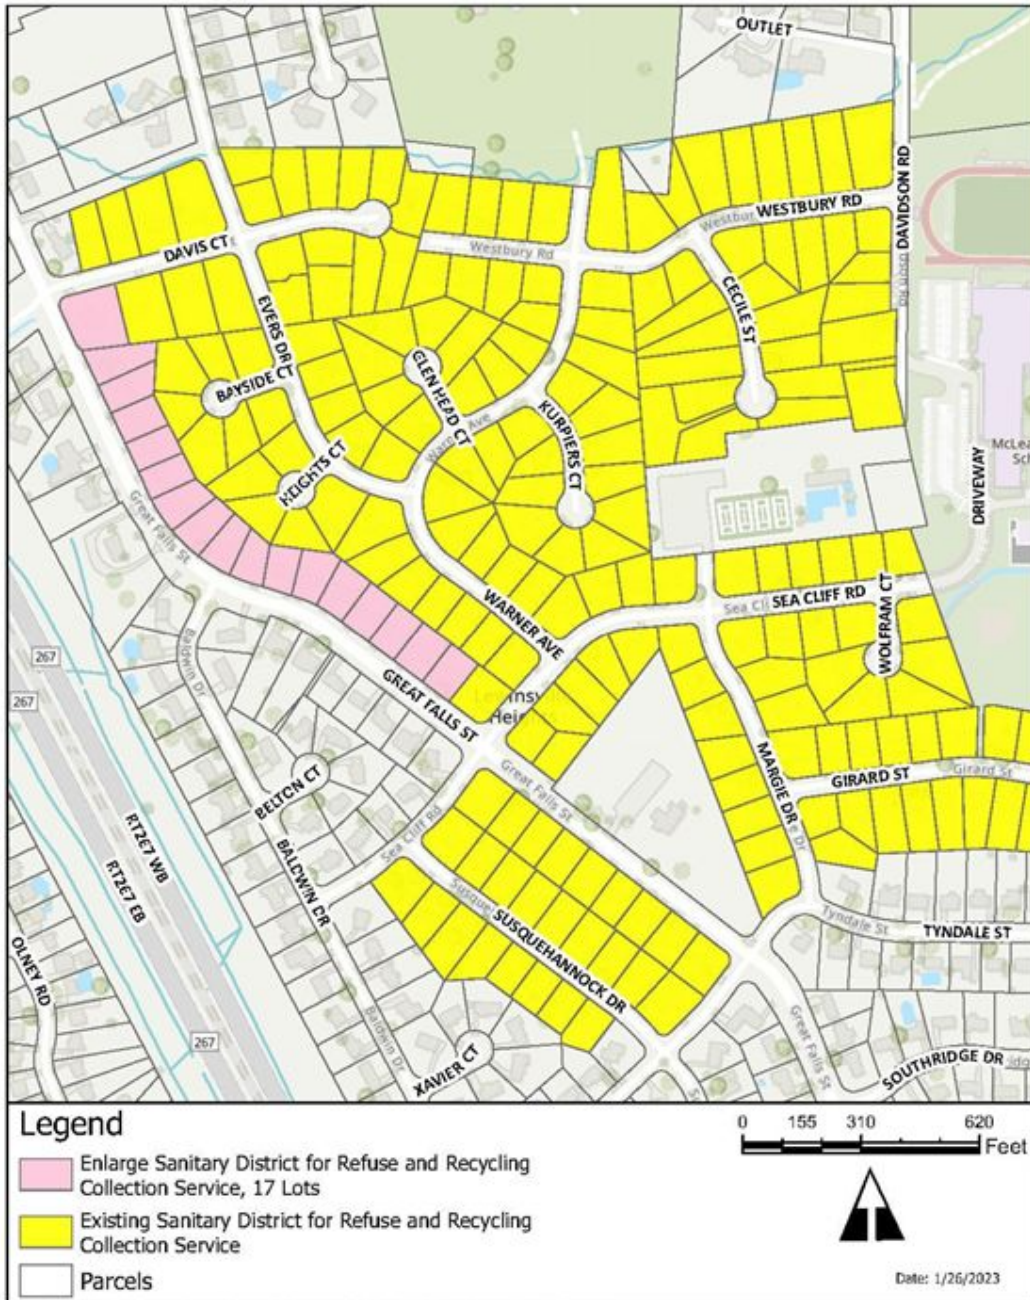 OUTLET
DAVIDSON RD
WESTBURY RD
Westbury Rd
DAVIS CT
CECILE ST
EVERS DR
GLEN HEAD CT
BAYSIDE CT
KURPIERS CT
HEIGHTS CT
DRIVEWAY
Great Falls St
WARNER AVE
SEA CLIFF RD
WOLFRAM CT
Baldwin Dr
267
267
GREAT FALLS ST
Heights
MARGIE DR
GIRARD ST
Girard St
Great Falls St
BELTON CT
Sea Cliff Rd
RT267 WB
RT267 EB
BALDWIN DR
SUSQUEHANNOCK DR
Tyndale St
TYNDALE ST
OLNEY RD
267
Baldwin Dr
XAVIER CT
Great Falls St
SOUTHRIDGE DR
Legend
Enlarge Sanitary District for Refuse and Recycling
Collection Service, 17 Lots
Existing Sanitary District for Refuse and Recycling
Collection Service
Parcels
0 155 310 620
Feet
Date: 1/26/2023